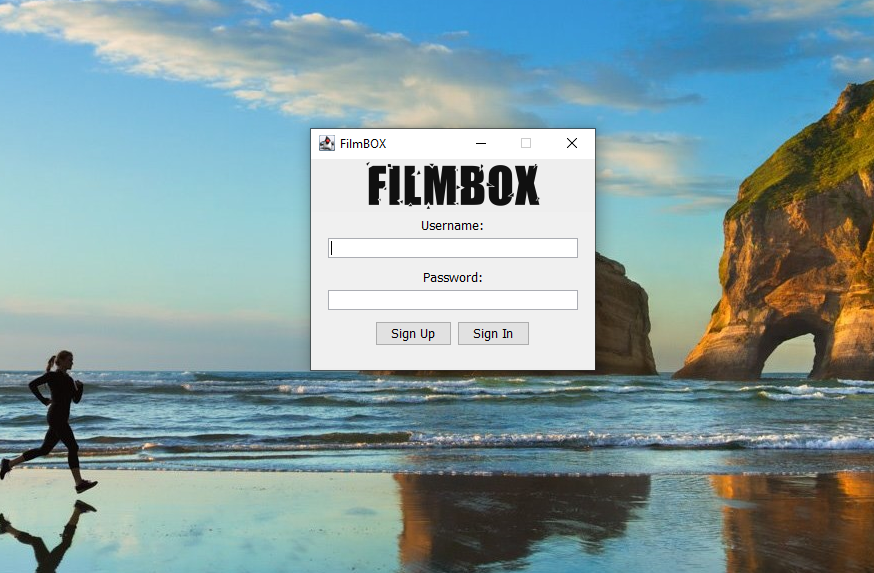 FilmBOX
FILMBOX
Username:
Password:
Sign Up
Sign In